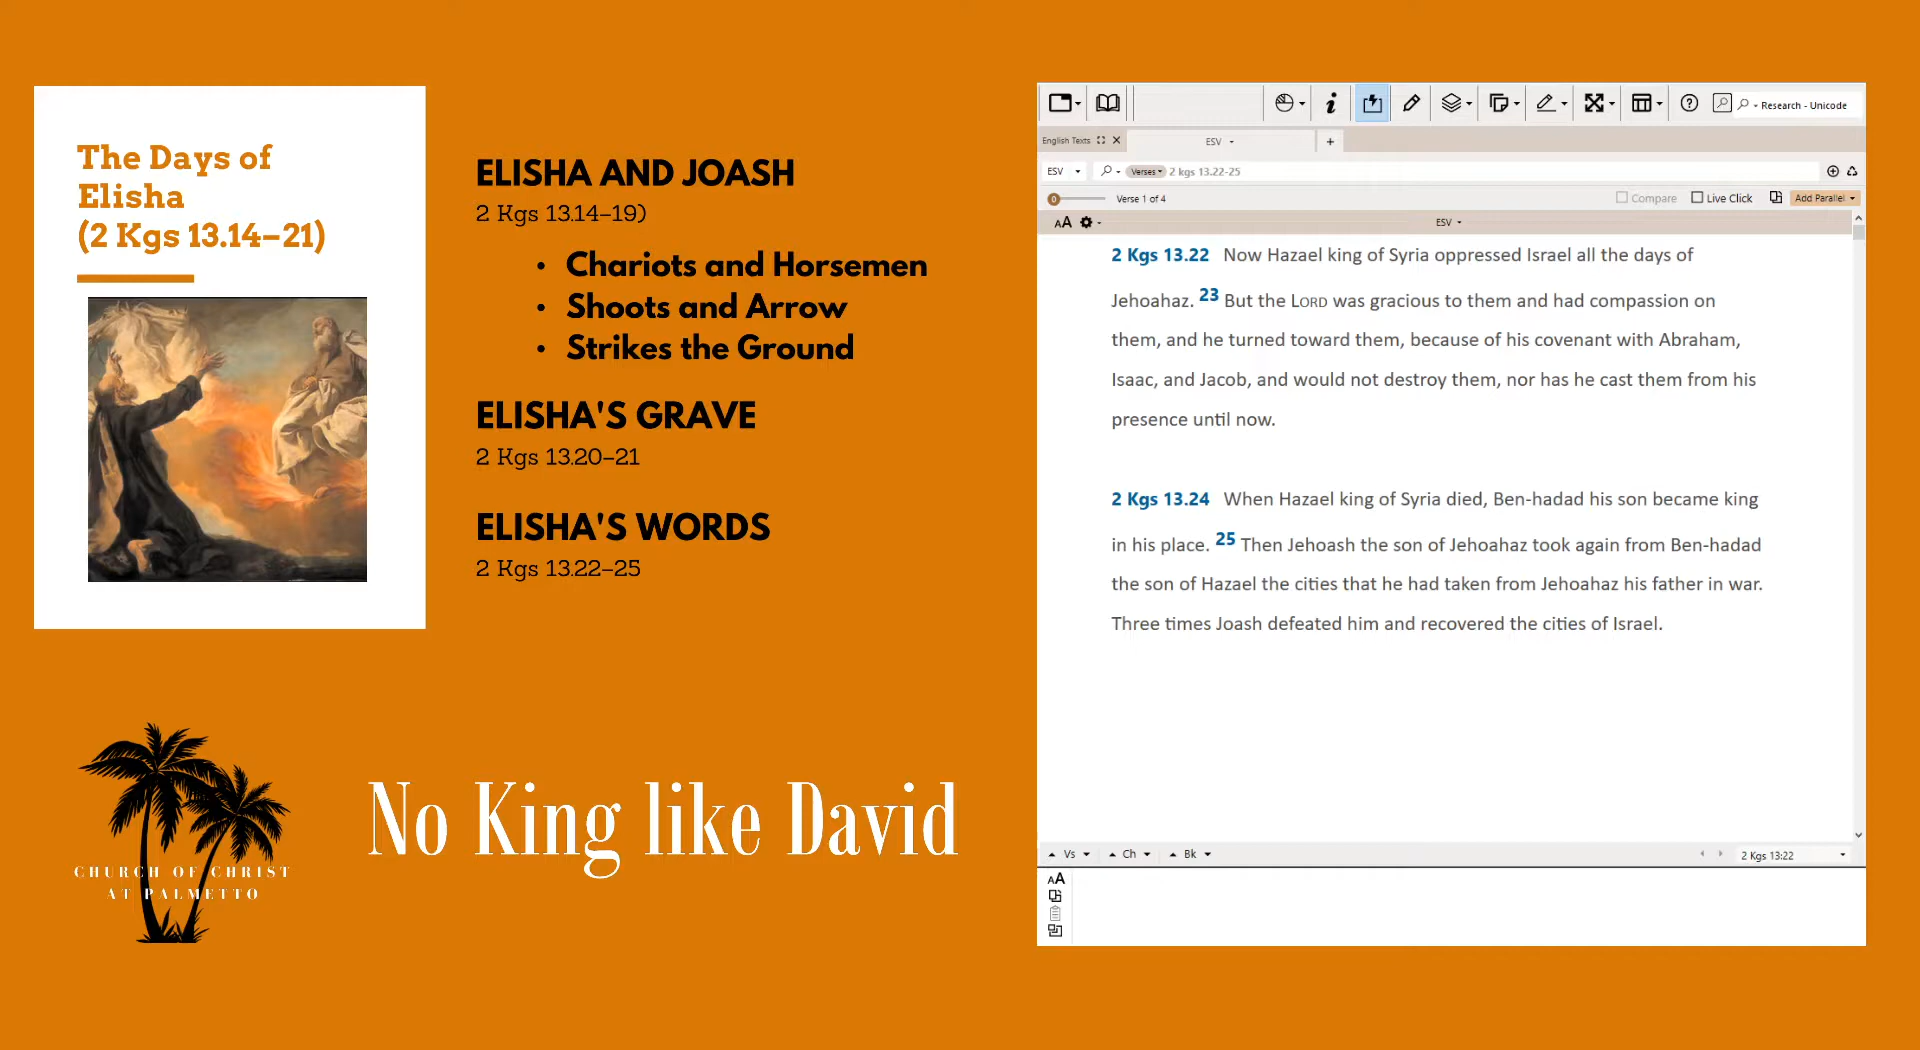 The Days of
Elisha
(2 Kgs 13.14–21)
ELISHA AND JOASH
2 Kgs 13.14–19)
• Chariots and Horsemen
• Shoots and Arrow
• Strikes the Ground
ELISHA'S GRAVE
2 Kgs 13.20–21
ELISHA'S WORDS
2 Kgs 13.22–25
CHURCH OF CHRIST
AT PALMETTO
No King like David
Research - Unicode
English Texts
ESV
ESV Verses 2 kgs 13.22-25
0 Verse 1 of 4 Compare Live Click Add Parallel
AA ESV
2 Kgs 13.22 Now Hazael king of Syria oppressed Israel all the days of
Jehoahaz. 23 But the LORD was gracious to them and had compassion on
them, and he turned toward them, because of his covenant with Abraham,
Isaac, and Jacob, and would not destroy them, nor has he cast them from his
presence until now.
2 Kgs 13.24 When Hazael king of Syria died, Ben-hadad his son became king
in his place. 25 Then Jehoash the son of Jehoahaz took again from Ben-hadad
the son of Hazael the cities that he had taken from Jehoahaz his father in war.
Three times Joash defeated him and recovered the cities of Israel.
Vs Ch Bk 2 Kgs 13:22
AA